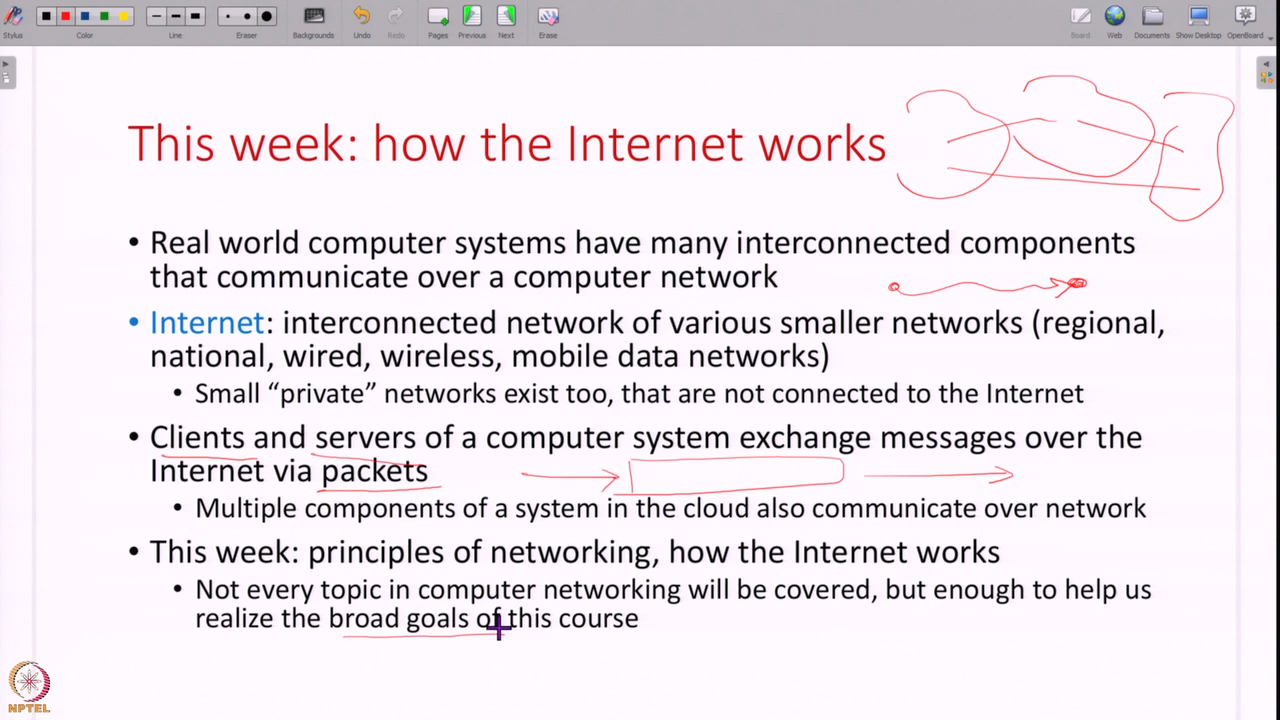 Stylus Color Line Eraser Backgrounds Undo Redo Pages Previous Next Erase Board Web Documents Show Desktop OpenBoard
This week: how the Internet works
• Real world computer systems have many interconnected components
that communicate over a computer network
• Internet: interconnected network of various smaller networks (regional,
national, wired, wireless, mobile data networks)
• Small “private” networks exist too, that are not connected to the Internet
• Clients and servers of a computer system exchange messages over the
Internet via packets
• Multiple components of a system in the cloud also communicate over network
• This week: principles of networking, how the Internet works
• Not every topic in computer networking will be covered, but enough to help us
realize the broad goals of this course
NPTEL